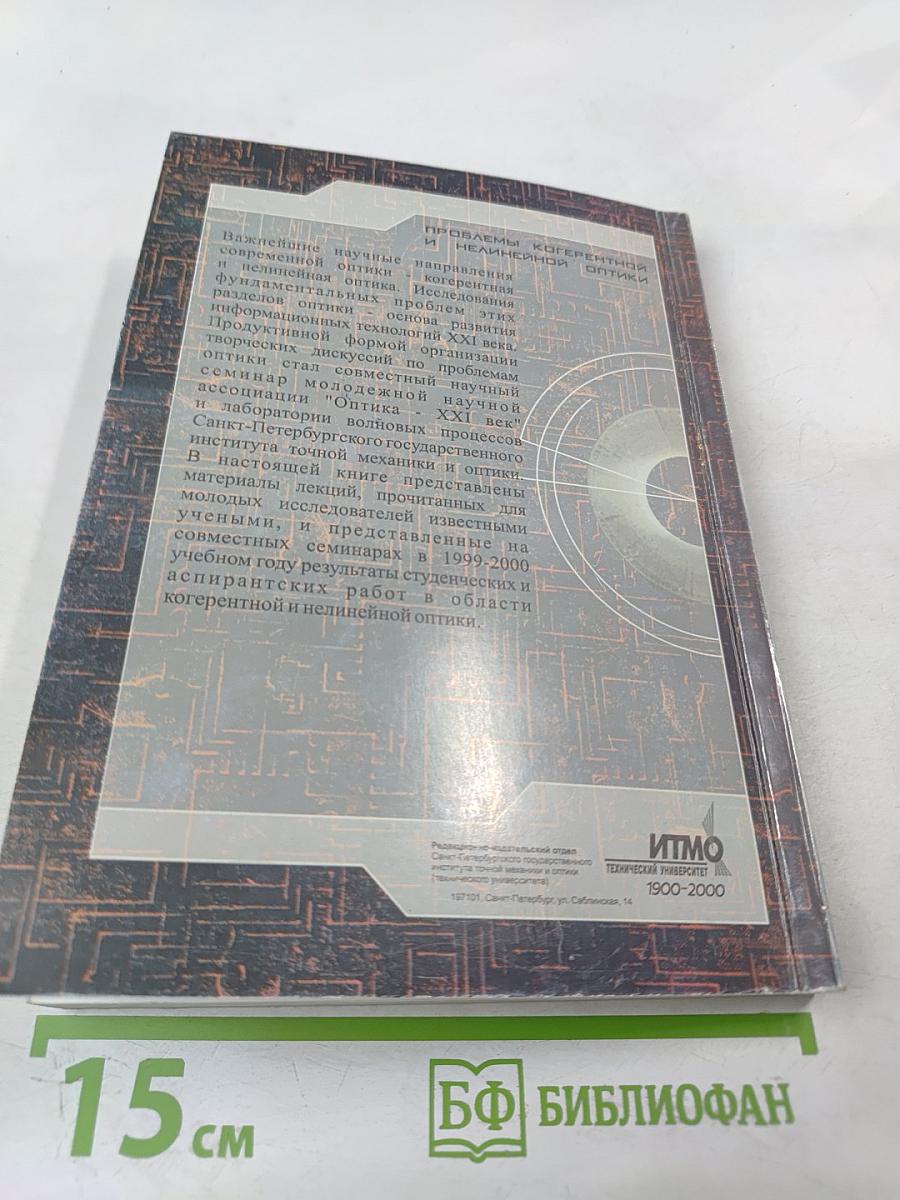 ПРОБЛЕМЫ КОГЕРЕНТНОЙ
И НЕЛИНЕЙНОЙ ОПТИКИ
Важнейшие научные направления
современной оптики - когерентная
и нелинейная оптика. Исследования
фундаментальных проблем этих
разделов оптики - основа развития
информационных технологий XXI века.
Продуктивной формой организации
творческих дискуссий по проблемам
оптики стал совместный научный
семинар молодежной научной
ассоциации "Оптика - XXI век"
и лаборатории волновых процессов
Санкт-Петербургского государственного
института точной механики и оптики.
В настоящей книге представлены
материалы лекций, прочитанных для
молодых исследователей известными
учеными, и представленные на
совместных семинарах в 1999-2000
учебном году результаты студенческих и
аспирантских работ в области
когерентной и нелинейной оптики.
Редакционно-издательский отдел
Санкт-Петербургского государственного
института точной механики и оптики
(технического университета)
197101, Санкт-Петербург, ул. Саблинская, 14
ИТМО
ТЕХНИЧЕСКИЙ УНИВЕРСИТЕТ
1900-2000
15 см
БФ БИБЛИОФАН